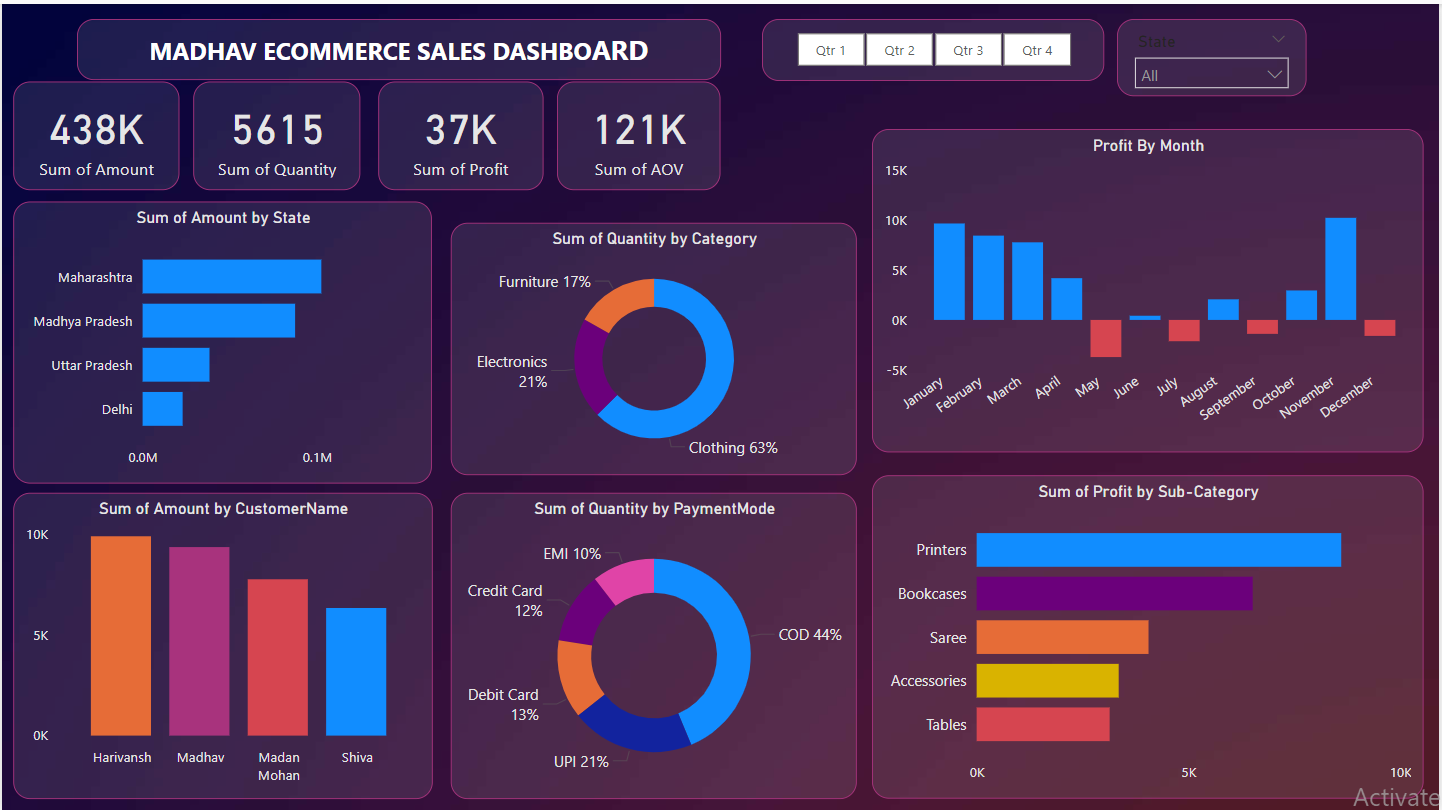 MADHAV ECOMMERCE SALES DASHBOARD
Qtr 1
Qtr 2
Qtr 3
Qtr 4
State
All
438K
Sum of Amount
5615
Sum of Quantity
37K
Sum of Profit
121K
Sum of AOV
Sum of Amount by State
Maharashtra
Madhya Pradesh
Uttar Pradesh
Delhi
0.0M
0.1M
Sum of Quantity by Category
Furniture 17%
Electronics
21%
Clothing 63%
Profit By Month
15K
10K
5K
0K
-5K
January
February
March
April
May
June
July
August
September
October
November
December
Sum of Amount by CustomerName
10K
5K
0K
Harivansh
Madhav
Madan
Mohan
Shiva
Sum of Quantity by PaymentMode
EMI 10%
Credit Card
12%
COD 44%
Debit Card
13%
UPI 21%
Sum of Profit by Sub-Category
Printers
Bookcases
Saree
Accessories
Tables
0K
5K
10K
Activate